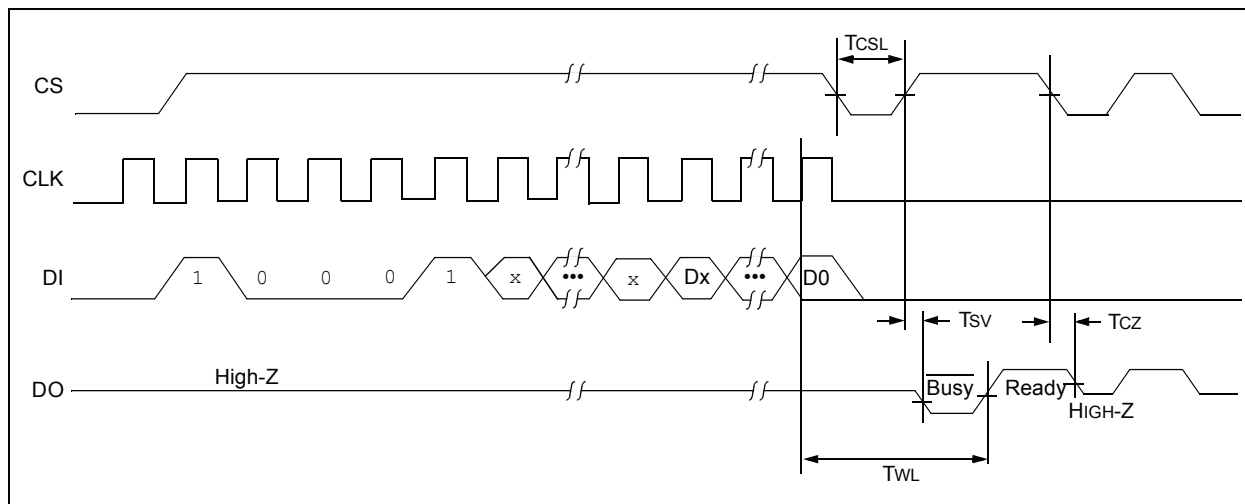 TCSL
CS
CLK
DI 1 0 0 0 1 x ••• x Dx ••• D0
TSV TCZ
High-Z
DO Busy Ready
HIGH-Z
TWL